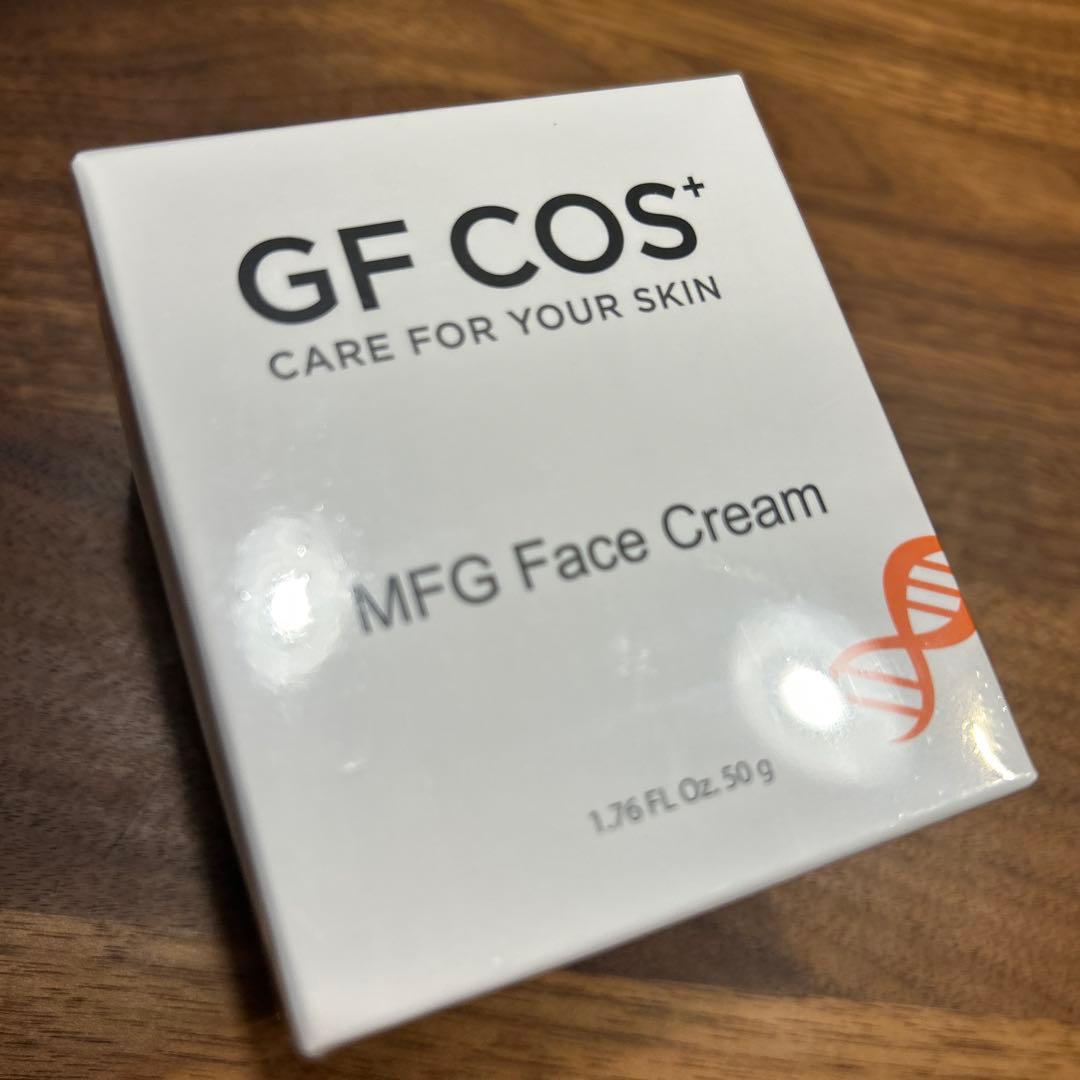 GF COS+
CARE FOR YOUR SKIN
MFG Face Cream
1.76 FL Oz. 50 g